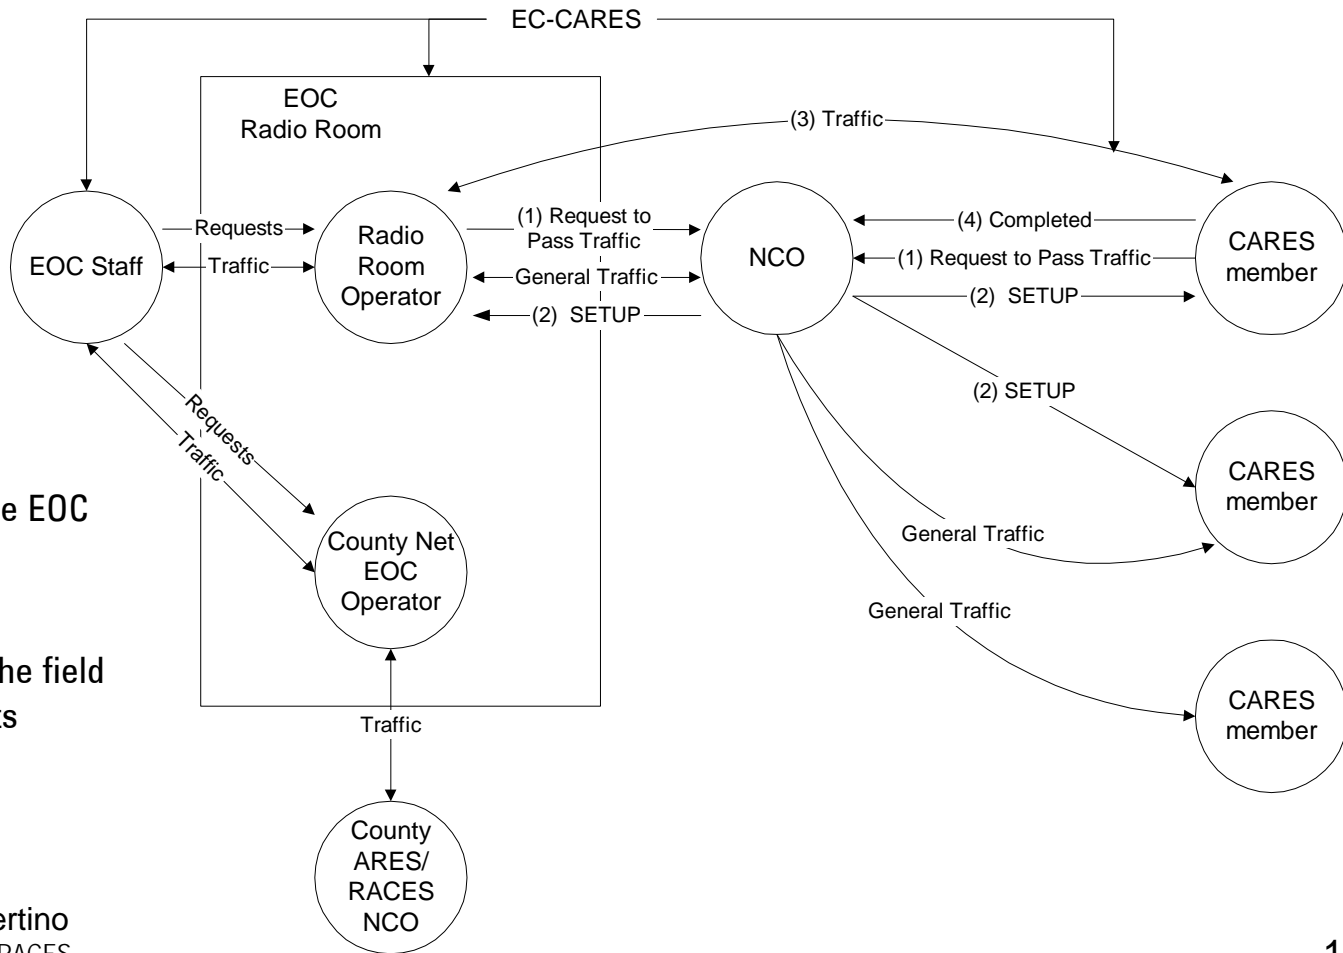 EC-CARES
EOC
Radio Room
(3) Traffic
EOC Staff
Requests
Traffic
Radio
Room
Operator
(1) Request to
Pass Traffic
General Traffic
(2) SETUP
NCO
(4) Completed
(1) Request to Pass Traffic
(2) SETUP
CARES
member
(2) SETUP
Requests
Traffic
CARES
member
e EOC
County Net
EOC
Operator
General Traffic
General Traffic
he field
ts
CARES
member
Traffic
County
ARES/
RACES
NCO
ertino
RACES
1